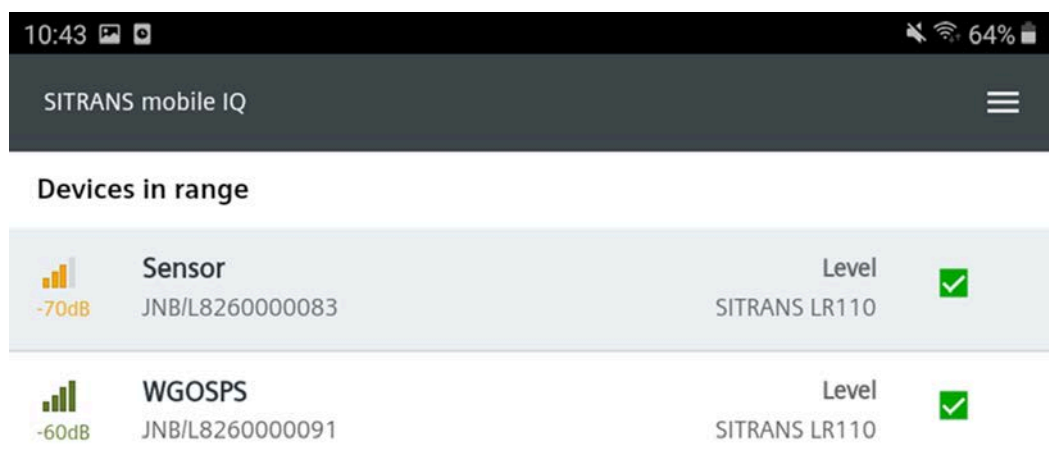 10:43 64%
SITRANS mobile IQ
Devices in range
Sensor Level
-70dB JNB/L8260000083 SITRANS LR110
WGOSPS Level
-60dB JNB/L8260000091 SITRANS LR110